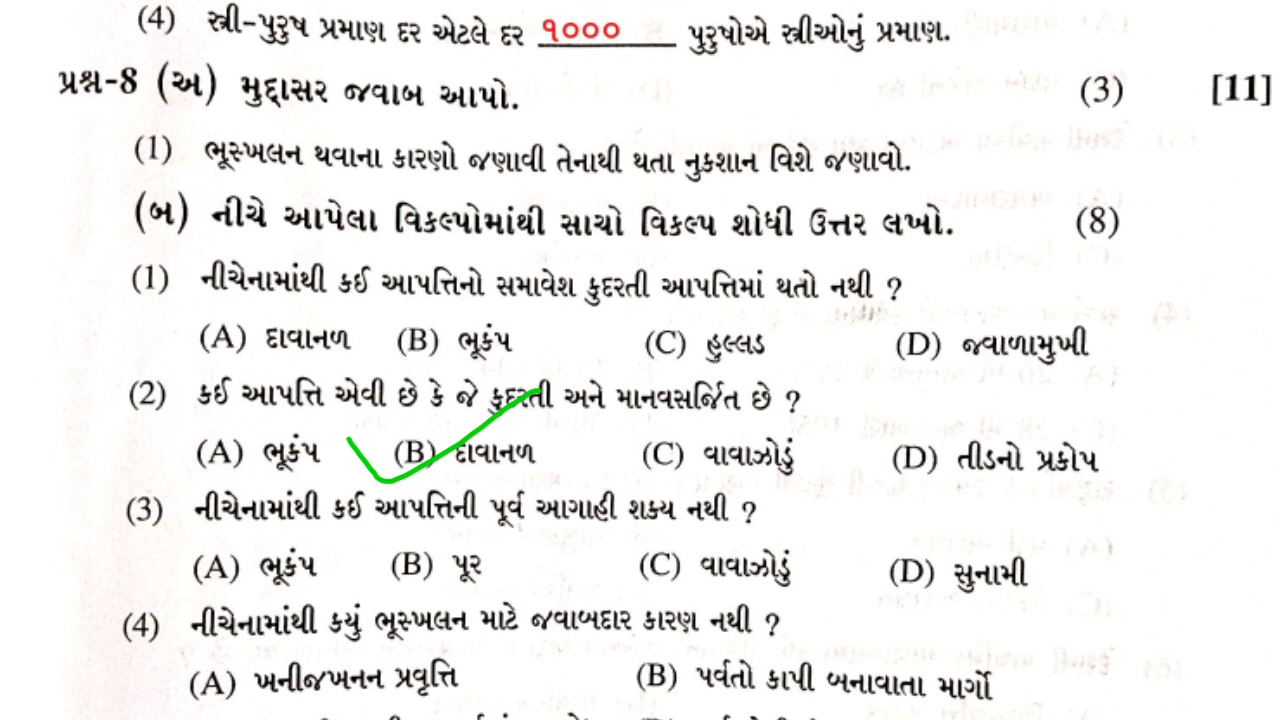 (4) સ્ત્રી-પુરુષ પ્રમાણ દર એટલે દર ૧૦૦૦ પુરુષોએ સ્ત્રીઓનું પ્રમાણ.
પ્રશ્ન-8 (અ) મુદ્દાસર જવાબ આપો. (3) [11]
(1) ભૂસ્ખલન થવાના કારણો જણાવી તેનાથી થતા નુકશાન વિશે જણાવો.
(બ) નીચે આપેલા વિકલ્પોમાંથી સાચો વિકલ્પ શોધી ઉત્તર લખો. (8)
(1) નીચેનામાંથી કઈ આપત્તિનો સમાવેશ કુદરતી આપત્તિમાં થતો નથી ?
(A) દાવાનળ (B) ભૂકંપ (C) હુલ્લડ (D) જ્વાળામુખી
(2) કઈ આપત્તિ એવી છે કે જે કુદરતી અને માનવસર્જિત છે ?
(A) ભૂકંપ (B) દાવાનળ (C) વાવાઝોડું (D) તીડનો પ્રકોપ
(3) નીચેનામાંથી કઈ આપત્તિની પૂર્વ આગાહી શક્ય નથી ?
(A) ભૂકંપ (B) પૂર (C) વાવાઝોડું (D) સુનામી
(4) નીચેનામાંથી કયું ભૂસ્ખલન માટે જવાબદાર કારણ નથી ?
(A) ખનીજખનન પ્રવૃત્તિ (B) પર્વતો કાપી બનાવાતા માર્ગો